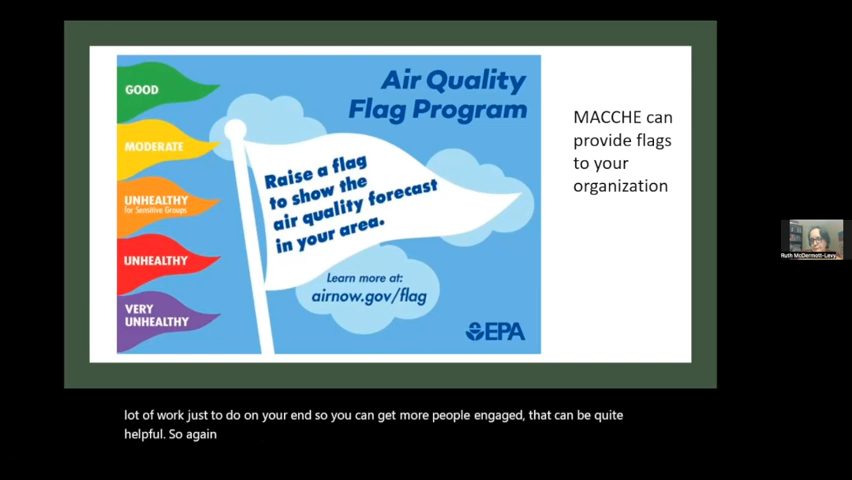 Air Quality
Flag Program
GOOD
MODERATE
UNHEALTHY
for Sensitive Groups
UNHEALTHY
VERY
UNHEALTHY
Raise a flag
to show the
air quality forecast
in your area.
Learn more at:
airnow.gov/flag
EPA
MACCHE can
provide flags
to your
organization
Ruth McDermott-Levy
lot of work just to do on your end so you can get more people engaged, that can be quite
helpful. So again